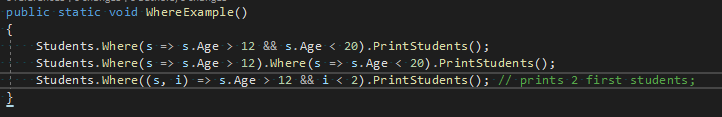 public static void WhereExample()
{
Students.Where(s => s.Age > 12 && s.Age < 20).PrintStudents();
Students.Where(s => s.Age > 12).Where(s => s.Age < 20).PrintStudents();
Students.Where((s, i) => s.Age > 12 && i < 2).PrintStudents(); // prints 2 first students;
}